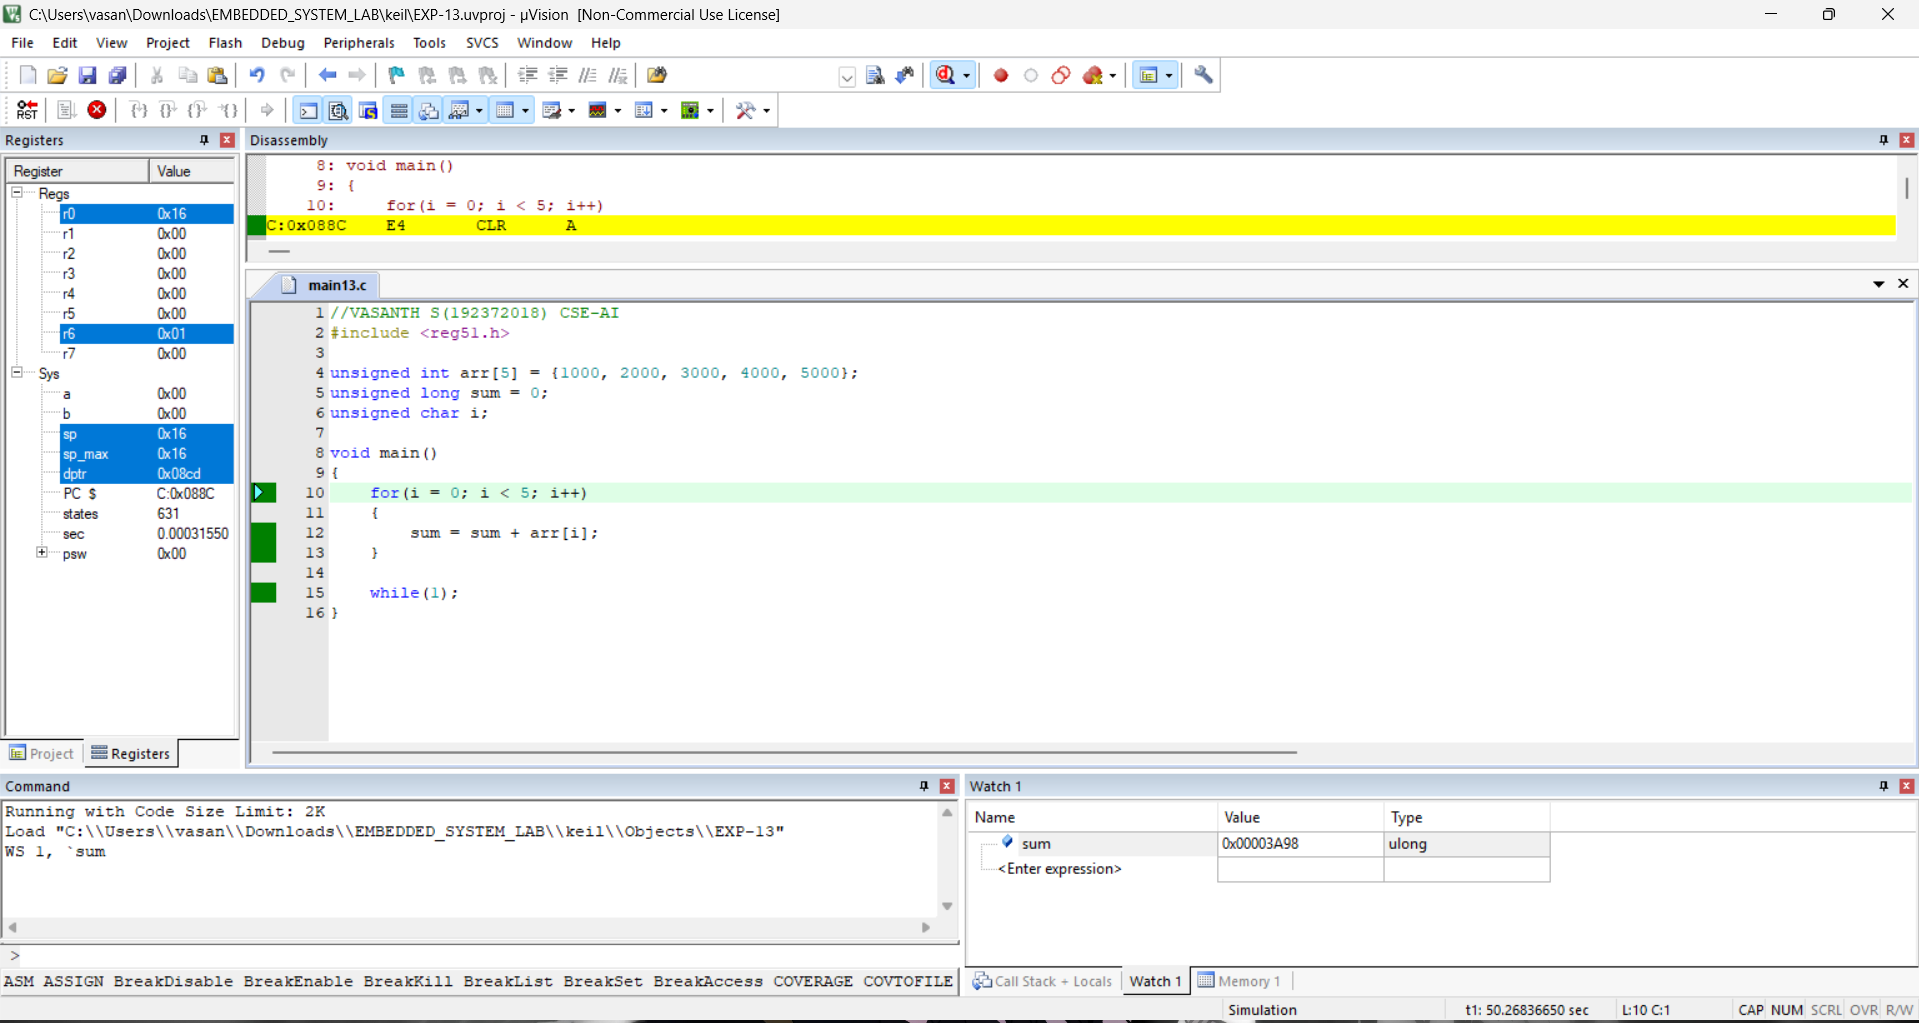 C:\Users\vasan\Downloads\EMBEDDED_SYSTEM_LAB\keil\EXP-13.uvproj - µVision [Non-Commercial Use License]
File Edit View Project Flash Debug Peripherals Tools SVCS Window Help
RST
Registers
Register Value
Regs
r0 0x16
r1 0x00
r2 0x00
r3 0x00
r4 0x00
r5 0x00
r6 0x01
r7 0x00
Sys
a 0x00
b 0x00
sp 0x16
sp_max 0x16
dptr 0x08cd
PC $ C:0x088C
states 631
sec 0.00031550
psw 0x00
Project Registers
Disassembly
8: void main()
9: {
10: for(i = 0; i < 5; i++)
C:0x088C E4 CLR A
main13.c
1 //VASANTH S(192372018) CSE-AI
2 #include <reg51.h>
3
4 unsigned int arr[5] = {1000, 2000, 3000, 4000, 5000};
5 unsigned long sum = 0;
6 unsigned char i;
7
8 void main()
9 {
10 for(i = 0; i < 5; i++)
11 {
12 sum = sum + arr[i];
13 }
14
15 while(1);
16 }
Command
Running with Code Size Limit: 2K
Load "C:\\Users\\vasan\\Downloads\\EMBEDDED_SYSTEM_LAB\\keil\\Objects\\EXP-13"
WS 1, `sum
>
ASM ASSIGN BreakDisable BreakEnable BreakKill BreakList BreakSet BreakAccess COVERAGE COVTOFILE
Watch 1
Name Value Type
sum 0x00003A98 ulong
<Enter expression>
Call Stack + Locals Watch 1 Memory 1
Simulation t1: 50.26836650 sec L:10 C:1 CAP NUM SCRL OVR R/W